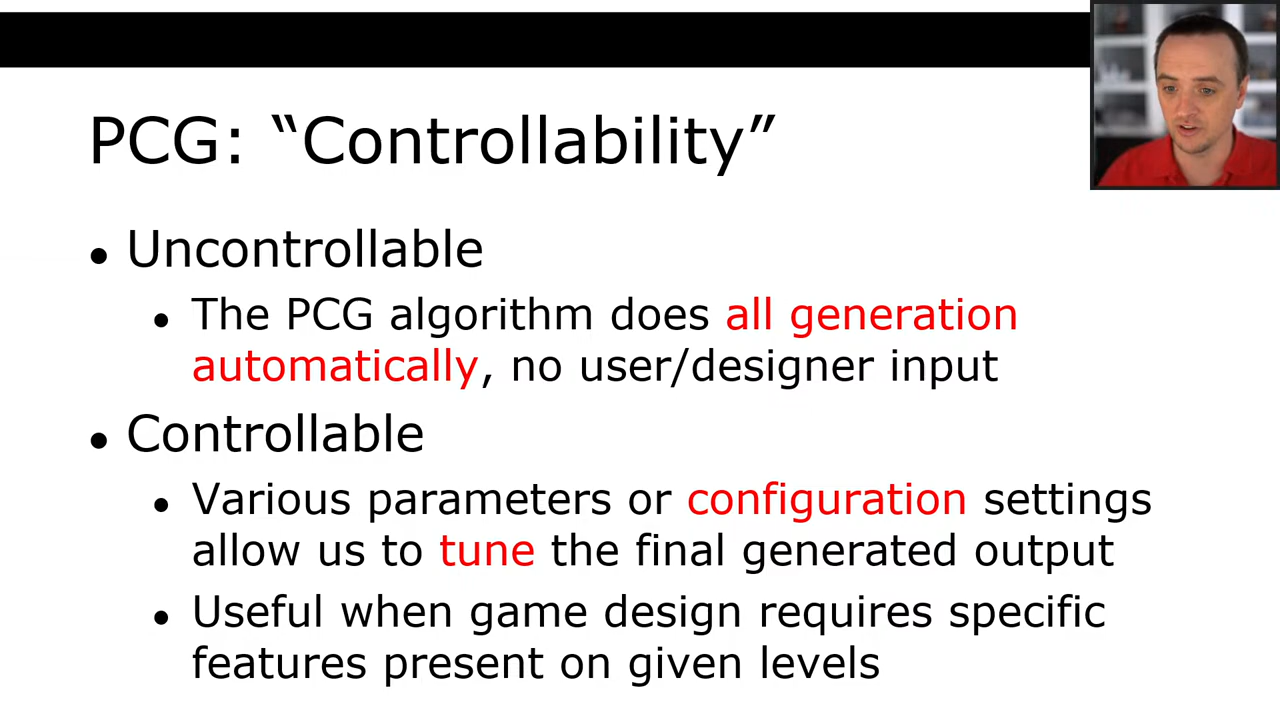 PCG: “Controllability”
• Uncontrollable
• The PCG algorithm does all generation
automatically, no user/designer input
• Controllable
• Various parameters or configuration settings
allow us to tune the final generated output
• Useful when game design requires specific
features present on given levels